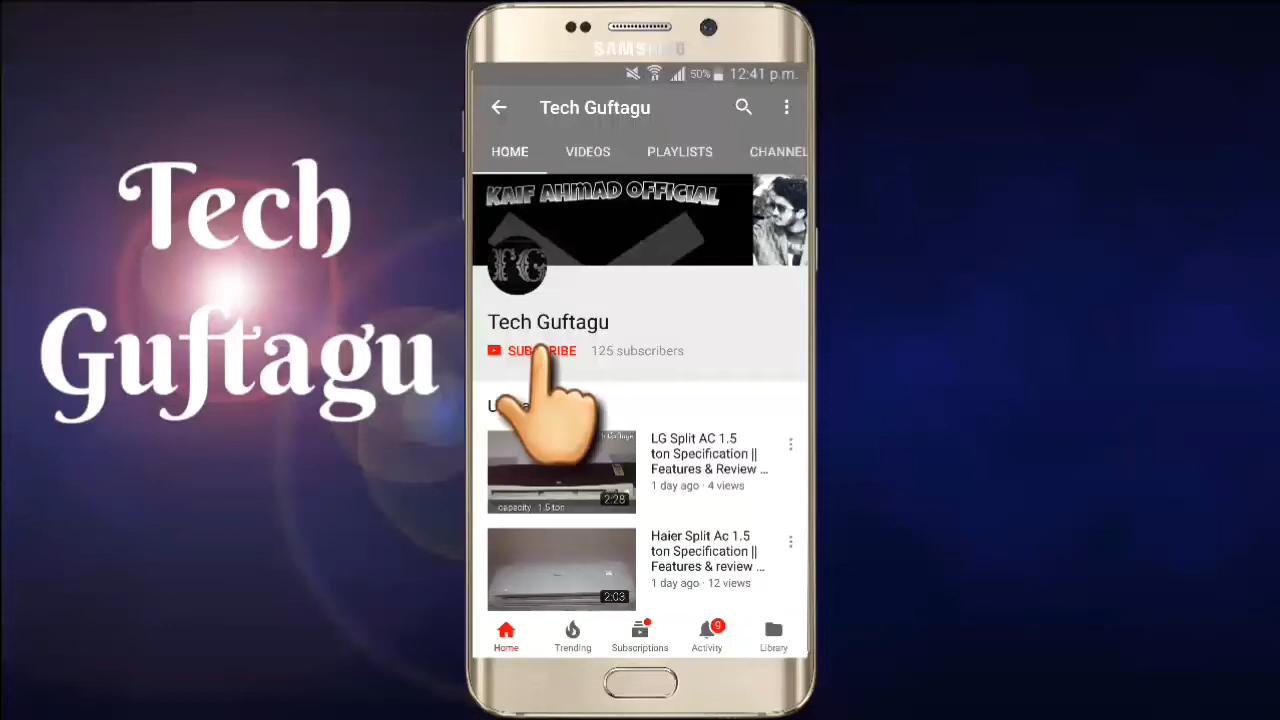 Tech
Guftagu
SAMSUNG
50% 12:41 p.m.
Tech Guftagu
HOME VIDEOS PLAYLISTS CHANNEL
KAIF AHMAD OFFICIAL
TG
Tech Guftagu
SUBSCRIBE 125 subscribers
LG Split AC 1.5
ton Specification ||
Features & Review ...
1 day ago · 4 views
capacity 1.5 ton
2:28
Haier Split Ac 1.5
ton Specification ||
Features & review ...
1 day ago · 12 views
2:03
9
Home Trending Subscriptions Activity Library